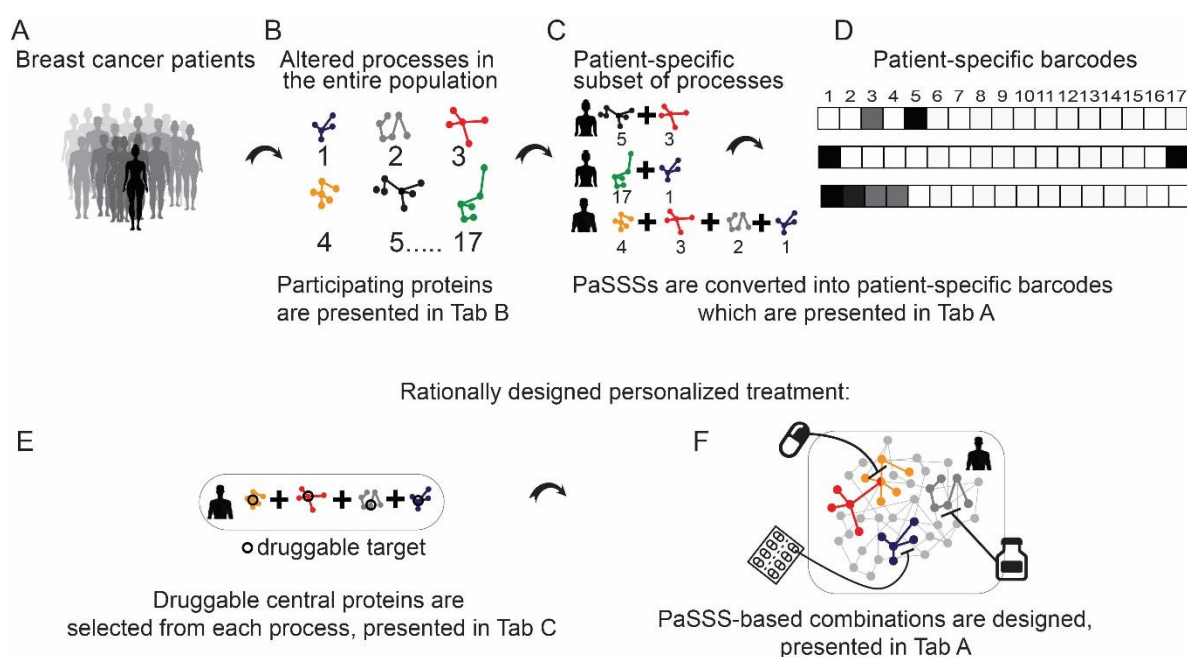 A
Breast cancer patients
B
Altered processes in
the entire population
1
2
3
4
5.....
17
Participating proteins
are presented in Tab B
C
Patient-specific
subset of processes
+
5
3
+
17
1
+ + +
4
3
2
1
D
Patient-specific barcodes
1 2 3 4 5 6 7 8 9 10 11 12 13 14 15 16 17
PaSSSs are converted into patient-specific barcodes
which are presented in Tab A
Rationally designed personalized treatment:
E
+ + +
druggable target
Druggable central proteins are
selected from each process, presented in Tab C
F
PaSSS-based combinations are designed,
presented in Tab A